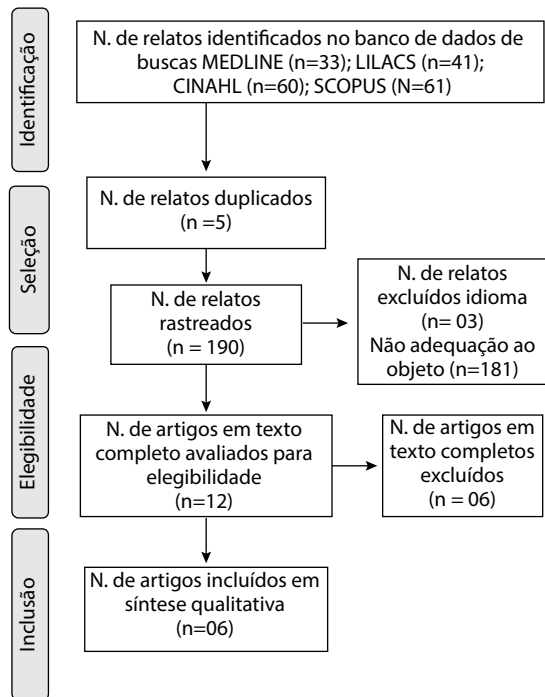 Identificação
N. de relatos identificados no banco de dados de
buscas MEDLINE (n=33); LILACS (n=41);
CINAHL (n=60); SCOPUS (N=61)
Seleção
N. de relatos duplicados
(n =5)
N. de relatos
rastreados
(n = 190)
N. de relatos
excluídos idioma
(n= 03)
Não adequação ao
objeto (n=181)
Elegibilidade
N. de artigos em texto
completo avaliados para
elegibilidade
(n=12)
N. de artigos em
texto completos
excluídos
(n = 06)
Inclusão
N. de artigos incluídos em
síntese qualitativa
(n=06)